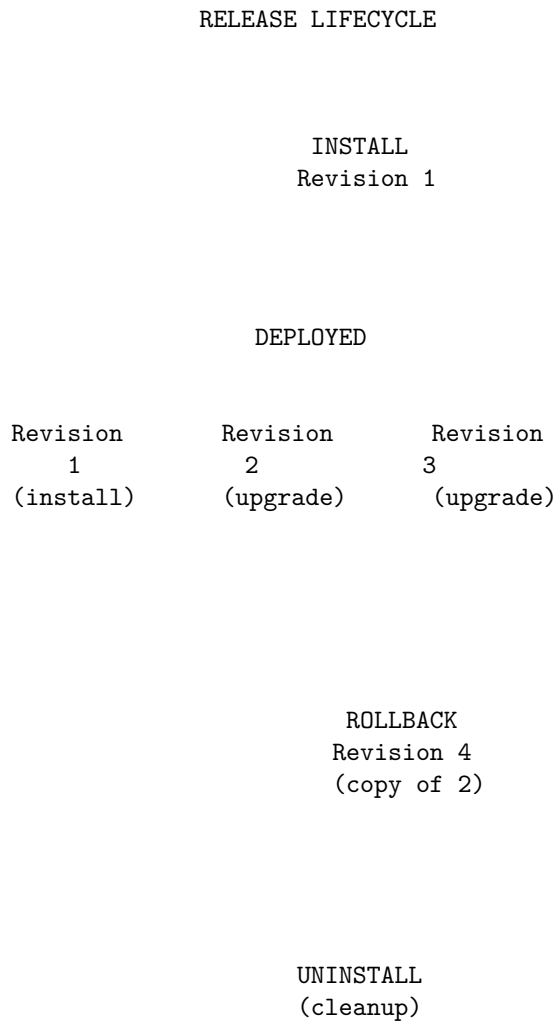 RELEASE LIFECYCLE
INSTALL
Revision 1
DEPLOYED
Revision Revision Revision
1 2 3
(install) (upgrade) (upgrade)
ROLLBACK
Revision 4
(copy of 2)
UNINSTALL
(cleanup)